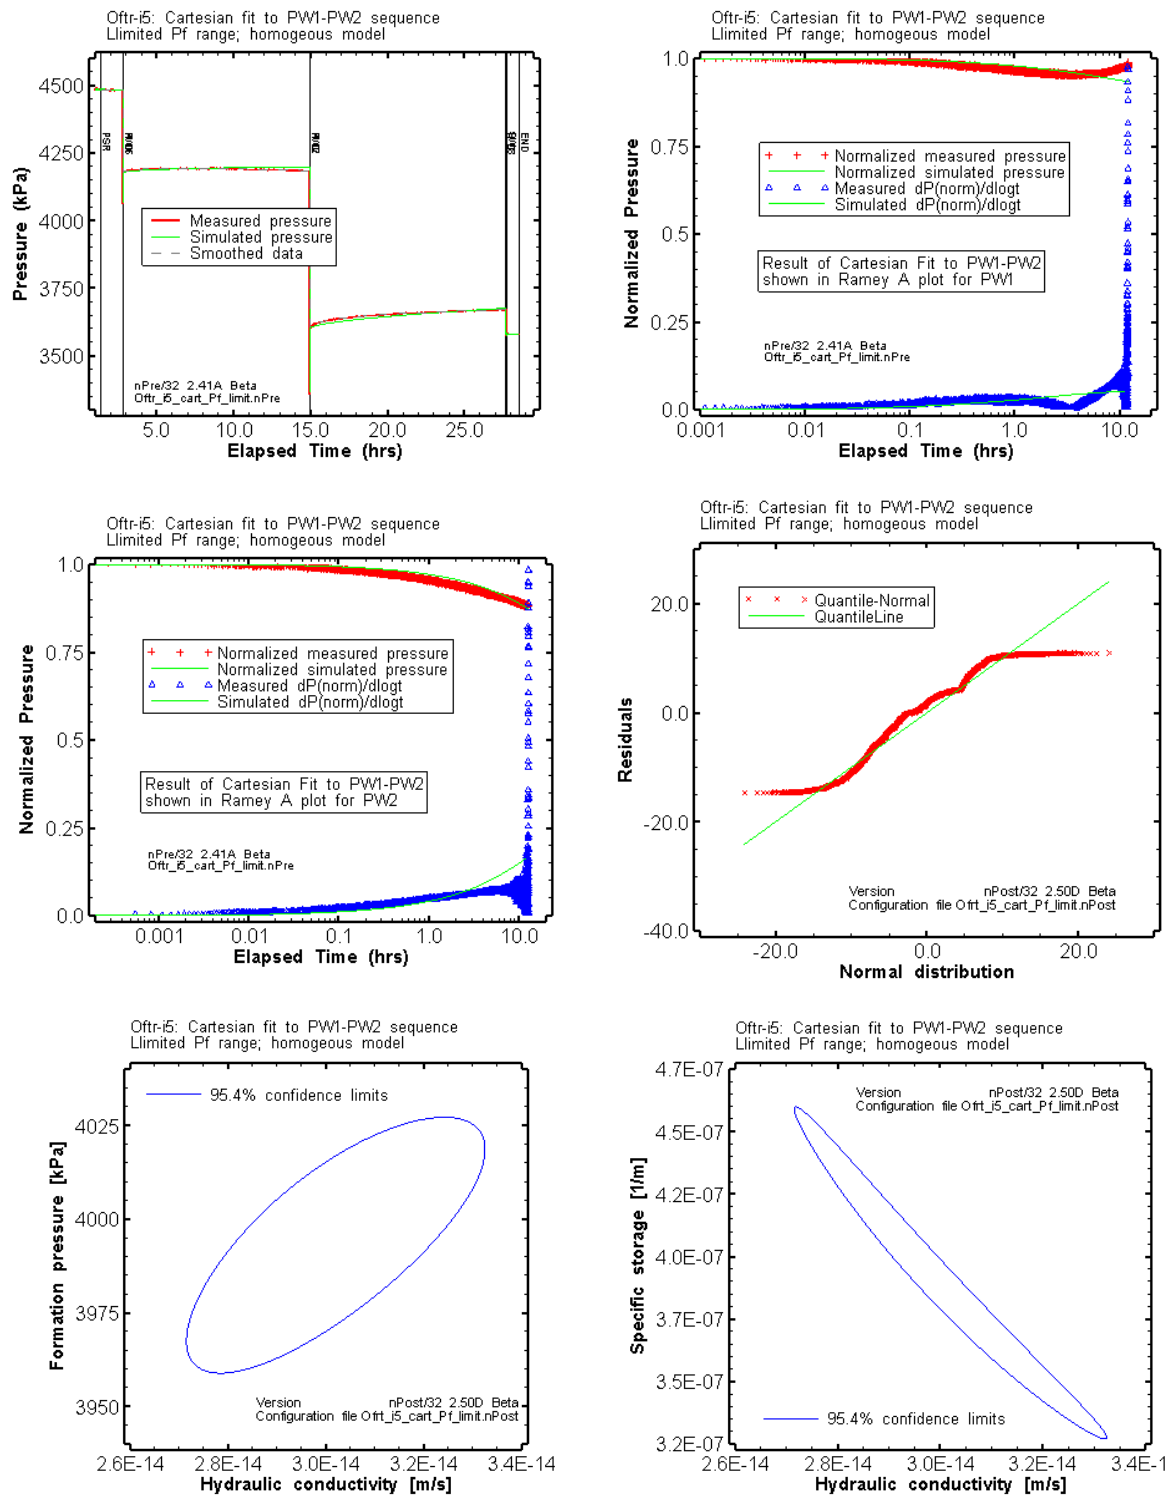 Oftr-i5: Cartesian fit to PW1-PW2 sequence
Llimited Pf range; homogeous model
4500
4250
4000
3750
3500
Pressure (kPa)
PSR
END
Measured pressure
Simulated pressure
Smoothed data
nPre/32 2.41A Beta
Oftr_i5_cart_Pf_limit.nPre
5.0 10.0 15.0 20.0 25.0
Elapsed Time (hrs)
Oftr-i5: Cartesian fit to PW1-PW2 sequence
Llimited Pf range; homogeous model
1.0
0.75
0.5
0.25
0.0
Normalized Pressure
Normalized measured pressure
Normalized simulated pressure
Measured dP(norm)/dlogt
Simulated dP(norm)/dlogt
Result of Cartesian Fit to PW1-PW2
shown in Ramey A plot for PW1
nPre/32 2.41A Beta
Oftr_i5_cart_Pf_limit.nPre
0.001 0.01 0.1 1.0 10.0
Elapsed Time (hrs)
Oftr-i5: Cartesian fit to PW1-PW2 sequence
Llimited Pf range; homogeous model
1.0
0.75
0.5
0.25
0.0
Normalized Pressure
Normalized measured pressure
Normalized simulated pressure
Measured dP(norm)/dlogt
Simulated dP(norm)/dlogt
Result of Cartesian Fit to PW1-PW2
shown in Ramey A plot for PW2
nPre/32 2.41A Beta
Oftr_i5_cart_Pf_limit.nPre
0.001 0.01 0.1 1.0 10.0
Elapsed Time (hrs)
Oftr-i5: Cartesian fit to PW1-PW2 sequence
Llimited Pf range; homogeous model
20.0
0.0
-20.0
-40.0
Residuals
Quantile-Normal
QuantileLine
Version nPost/32 2.50D Beta
Configuration file Ofrt_i5_cart_Pf_limit.nPost
-20.0 0.0 20.0
Normal distribution
Oftr-i5: Cartesian fit to PW1-PW2 sequence
Llimited Pf range; homogeous model
4025
4000
3975
3950
Formation pressure [kPa]
95.4% confidence limits
Version nPost/32 2.50D Beta
Configuration file Ofrt_i5_cart_Pf_limit.nPost
2.6E-14 2.8E-14 3.0E-14 3.2E-14 3.4E-14
Hydraulic conductivity [m/s]
Oftr-i5: Cartesian fit to PW1-PW2 sequence
Llimited Pf range; homogeous model
4.7E-07
4.5E-07
4.2E-07
4.0E-07
3.7E-07
3.5E-07
3.2E-07
Specific storage [1/m]
Version nPost/32 2.50D Beta
Configuration file Ofrt_i5_cart_Pf_limit.nPost
95.4% confidence limits
2.6E-14 2.8E-14 3.0E-14 3.2E-14 3.4E-1
Hydraulic conductivity [m/s]